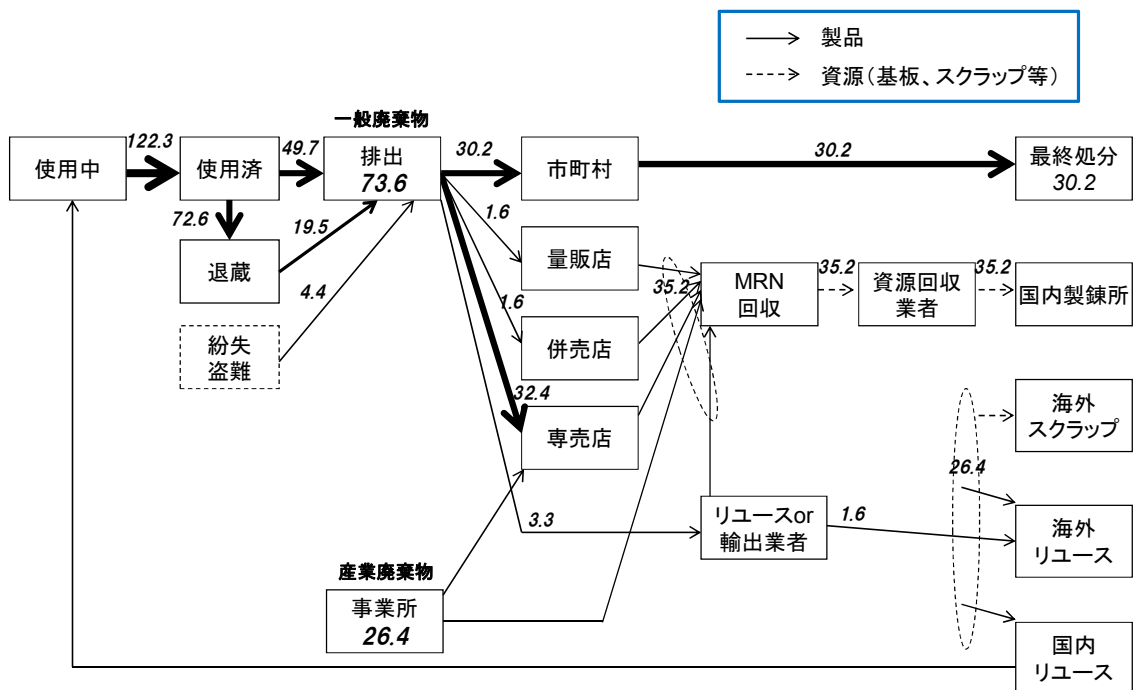 製品
資源(基板、スクラップ等)
一般廃棄物
使用中
122.3
使用済
49.7
排出
73.6
30.2
市町村
30.2
最終処分
30.2
72.6
19.5
1.6
退蔵
量販店
4.4
1.6
35.2
MRN
回収
35.2
資源回収
業者
35.2
国内製錬所
紛失
盗難
併売店
32.4
専売店
海外
スクラップ
26.4
3.3
リユースor
輸出業者
1.6
海外
リユース
産業廃棄物
事業所
26.4
国内
リユース